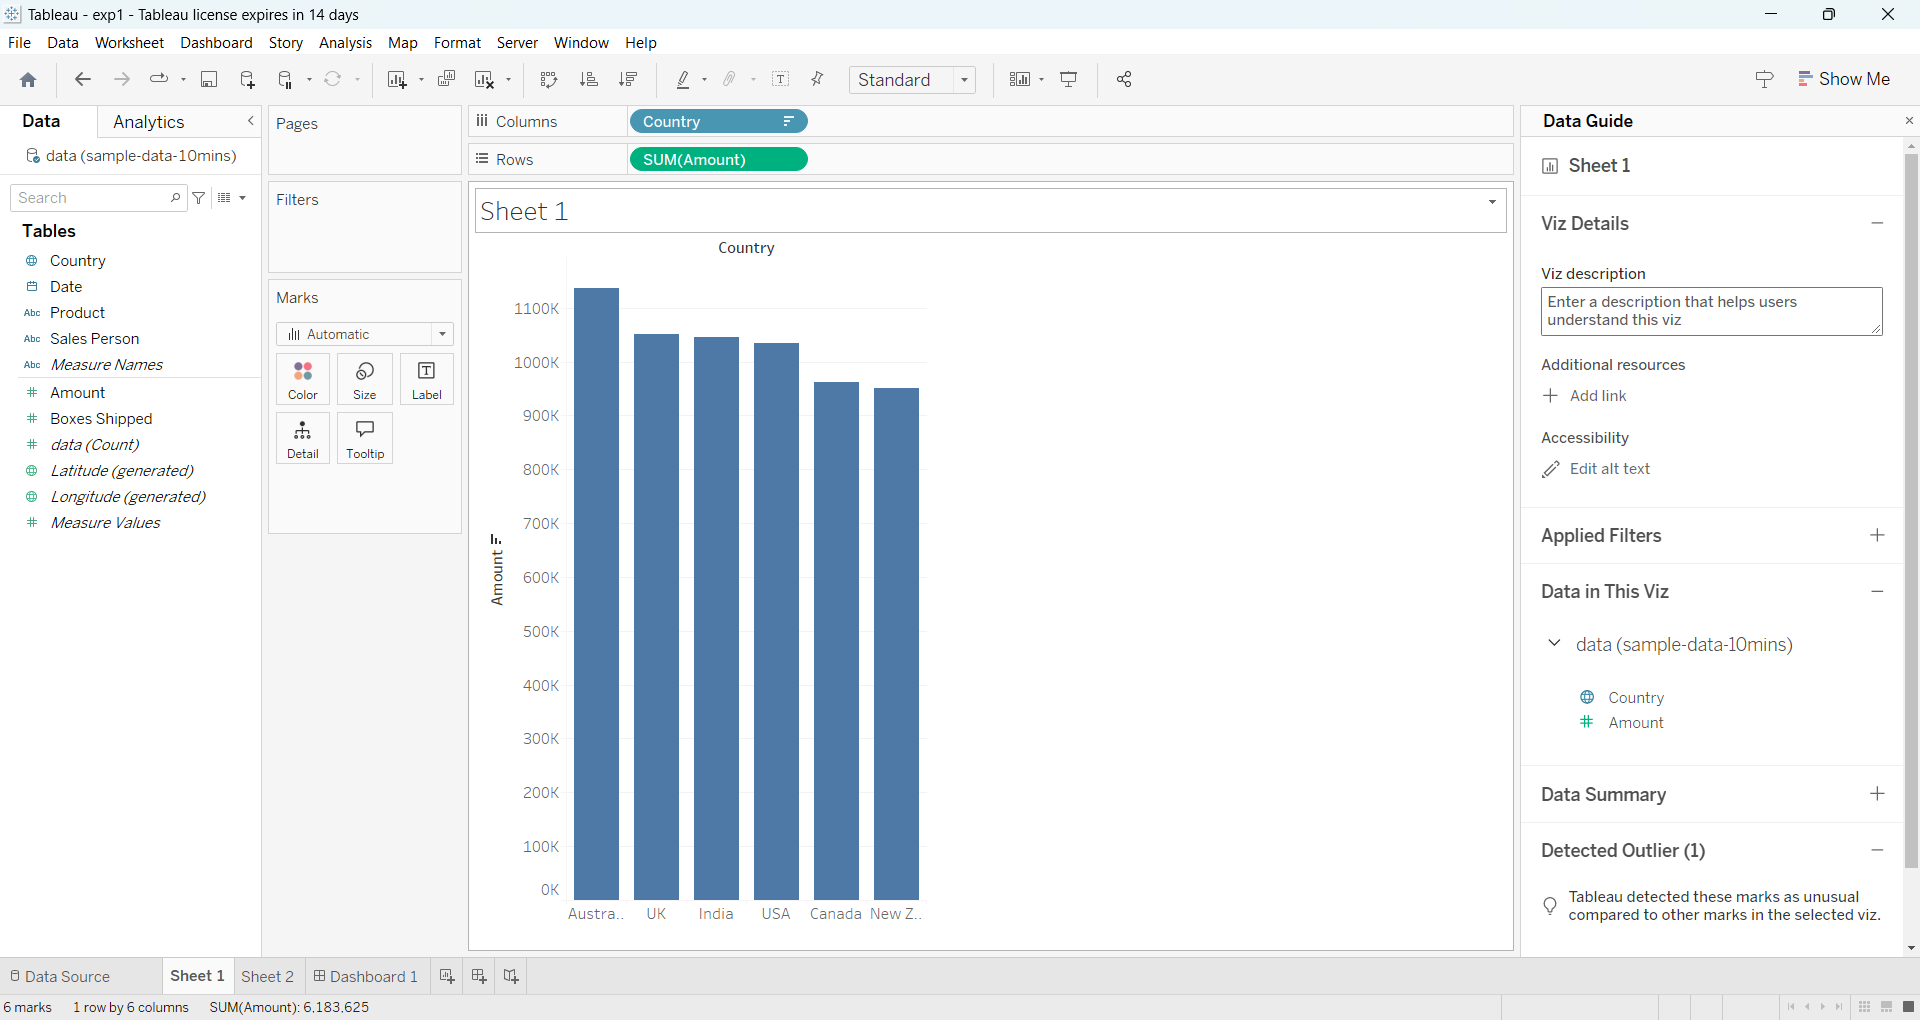 Tableau - exp1 - Tableau license expires in 14 days
File Data Worksheet Dashboard Story Analysis Map Format Server Window Help
Standard
Show Me
Data Analytics
data (sample-data-10mins)
Search
Tables
Country
Date
Abc Product
Abc Sales Person
Abc Measure Names
Amount
Boxes Shipped
data (Count)
Latitude (generated)
Longitude (generated)
Measure Values
Pages
Filters
Marks
Automatic
Color Size Label
Detail Tooltip
Columns Country
Rows SUM(Amount)
Sheet 1
Country
1100K
1000K
900K
800K
700K
600K
500K
400K
300K
200K
100K
0K
Amount
Austra.. UK India USA Canada New Z..
Data Guide
Sheet 1
Viz Details
Viz description
Enter a description that helps users
understand this viz
Additional resources
Add link
Accessibility
Edit alt text
Applied Filters
Data in This Viz
data (sample-data-10mins)
Country
Amount
Data Summary
Detected Outlier (1)
Tableau detected these marks as unusual
compared to other marks in the selected viz.
Data Source Sheet 1 Sheet 2 Dashboard 1
6 marks 1 row by 6 columns SUM(Amount): 6,183,625